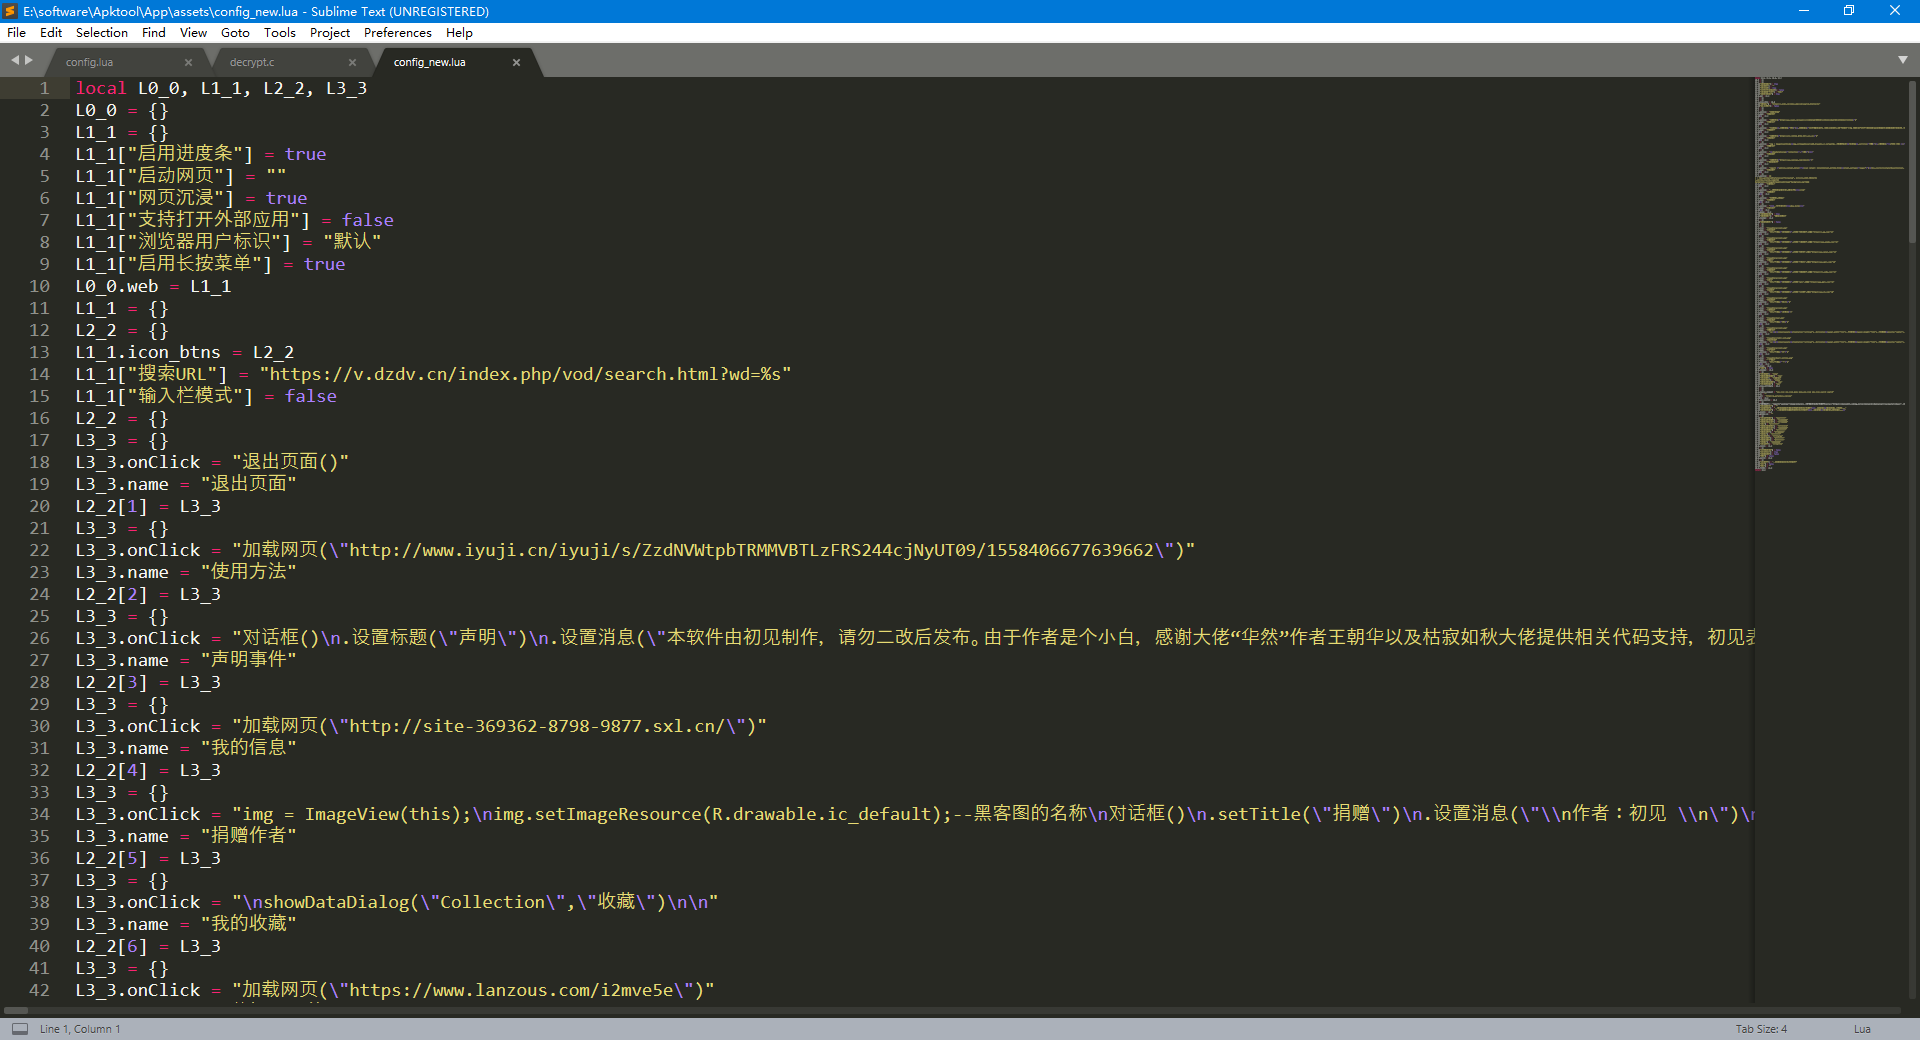 E:\software\Apktool\App\assets\config_new.lua - Sublime Text (UNREGISTERED)
File Edit Selection Find View Goto Tools Project Preferences Help
config.lua decrypt.c config_new.lua
1 local L0_0, L1_1, L2_2, L3_3
2 L0_0 = {}
3 L1_1 = {}
4 L1_1["启用进度条"] = true
5 L1_1["启动网页"] = ""
6 L1_1["网页沉浸"] = true
7 L1_1["支持打开外部应用"] = false
8 L1_1["浏览器用户标识"] = "默认"
9 L1_1["启用长按菜单"] = true
10 L0_0.web = L1_1
11 L1_1 = {}
12 L2_2 = {}
13 L1_1.icon_btns = L2_2
14 L1_1["搜索URL"] = "https://v.dzdv.cn/index.php/vod/search.html?wd=%s"
15 L1_1["输入栏模式"] = false
16 L2_2 = {}
17 L3_3 = {}
18 L3_3.onClick = "退出页面()"
19 L3_3.name = "退出页面"
20 L2_2[1] = L3_3
21 L3_3 = {}
22 L3_3.onClick = "加载网页(\"http://www.iyuji.cn/iyuji/s/ZzdNVWtpbTRMMVBTLzFRS244cjNyUT09/1558406677639662\")"
23 L3_3.name = "使用方法"
24 L2_2[2] = L3_3
25 L3_3 = {}
26 L3_3.onClick = "对话框()\n.设置标题(\"声明\")\n.设置消息(\"本软件由初见制作，请勿二改后发布。由于作者是个小白，感谢大佬“华然”作者王朝华以及枯寂如秋大佬提供相关代码支持，初见
27 L3_3.name = "声明事件"
28 L2_2[3] = L3_3
29 L3_3 = {}
30 L3_3.onClick = "加载网页(\"http://site-369362-8798-9877.sxl.cn/\")"
31 L3_3.name = "我的信息"
32 L2_2[4] = L3_3
33 L3_3 = {}
34 L3_3.onClick = "img = ImageView(this);\nimg.setImageResource(R.drawable.ic_default);--黑客图的名称\n对话框()\n.setTitle(\"捐赠\")\n.设置消息(\"\\n作者：初见 \\n\")\n
35 L3_3.name = "捐赠作者"
36 L2_2[5] = L3_3
37 L3_3 = {}
38 L3_3.onClick = "\nshowDataDialog(\"Collection\",\"收藏\")\n\n"
39 L3_3.name = "我的收藏"
40 L2_2[6] = L3_3
41 L3_3 = {}
42 L3_3.onClick = "加载网页(\"https://www.lanzous.com/i2mve5e\")"
Line 1, Column 1 Tab Size: 4 Lua